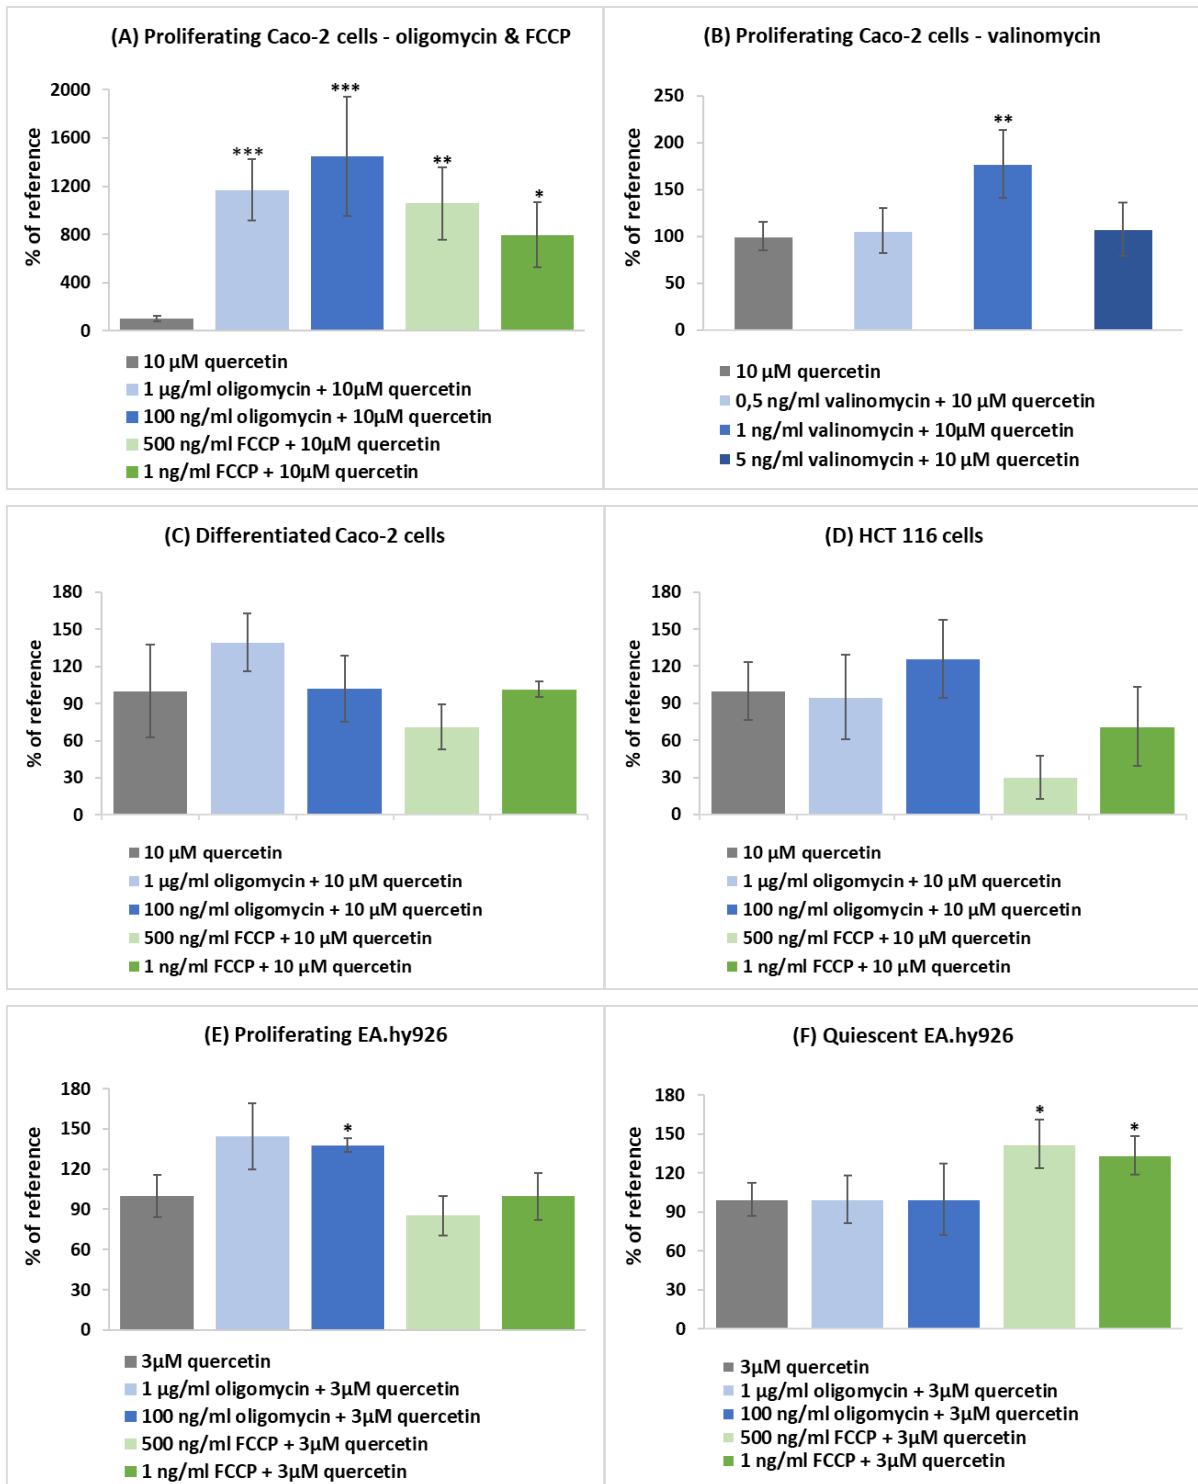 (A) Proliferating Caco-2 cells - oligomycin & FCCP
% of reference
2000
1600
1200
800
400
0
***
***
**
*
10 µM quercetin
1 µg/ml oligomycin + 10µM quercetin
100 ng/ml oligomycin + 10µM quercetin
500 ng/ml FCCP + 10µM quercetin
1 ng/ml FCCP + 10µM quercetin
(B) Proliferating Caco-2 cells - valinomycin
% of reference
250
200
150
100
50
0
**
10 µM quercetin
0,5 ng/ml valinomycin + 10 µM quercetin
1 ng/ml valinomycin + 10µM quercetin
5 ng/ml valinomycin + 10 µM quercetin
(C) Differentiated Caco-2 cells
% of reference
180
150
120
90
60
30
0
10 µM quercetin
1 µg/ml oligomycin + 10 µM quercetin
100 ng/ml oligomycin + 10 µM quercetin
500 ng/ml FCCP + 10 µM quercetin
1 ng/ml FCCP + 10 µM quercetin
(D) HCT 116 cells
% of reference
180
150
120
90
60
30
0
10 µM quercetin
1 µg/ml oligomycin + 10 µM quercetin
100 ng/ml oligomycin + 10 µM quercetin
500 ng/ml FCCP + 10 µM quercetin
1 ng/ml FCCP + 10 µM quercetin
(E) Proliferating EA.hy926
% of reference
180
150
120
90
60
30
0
*
3µM quercetin
1 µg/ml oligomycin + 3µM quercetin
100 ng/ml oligomycin + 3µM quercetin
500 ng/ml FCCP + 3µM quercetin
1 ng/ml FCCP + 3µM quercetin
(F) Quiescent EA.hy926
% of reference
180
150
120
90
60
30
0
*
*
3µM quercetin
1 µg/ml oligomycin + 3µM quercetin
100 ng/ml oligomycin + 3µM quercetin
500 ng/ml FCCP + 3µM quercetin
1 ng/ml FCCP + 3µM quercetin